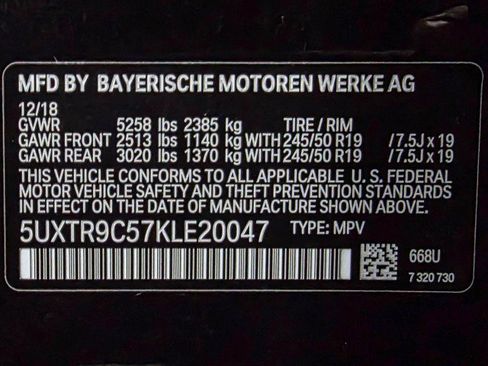 MFD BY BAYERISCHE MOTOREN WERKE AG
12/18
GVWR 5258 lbs 2385 kg TIRE / RIM
GAWR FRONT 2513 lbs 1140 kg WITH 245/50 R19 /7.5J x 19
GAWR REAR 3020 lbs 1370 kg WITH 245/50 R19 /7.5J x 19
THIS VEHICLE CONFORMS TO ALL APPLICABLE U. S. FEDERAL
MOTOR VEHICLE SAFETY AND THEFT PREVENTION STANDARDS
IN EFFECT ON THE DATE OF MANUFACTURE SHOWN ABOVE.
5UXTR9C57KLE20047 TYPE: MPV
668U
7 320 730